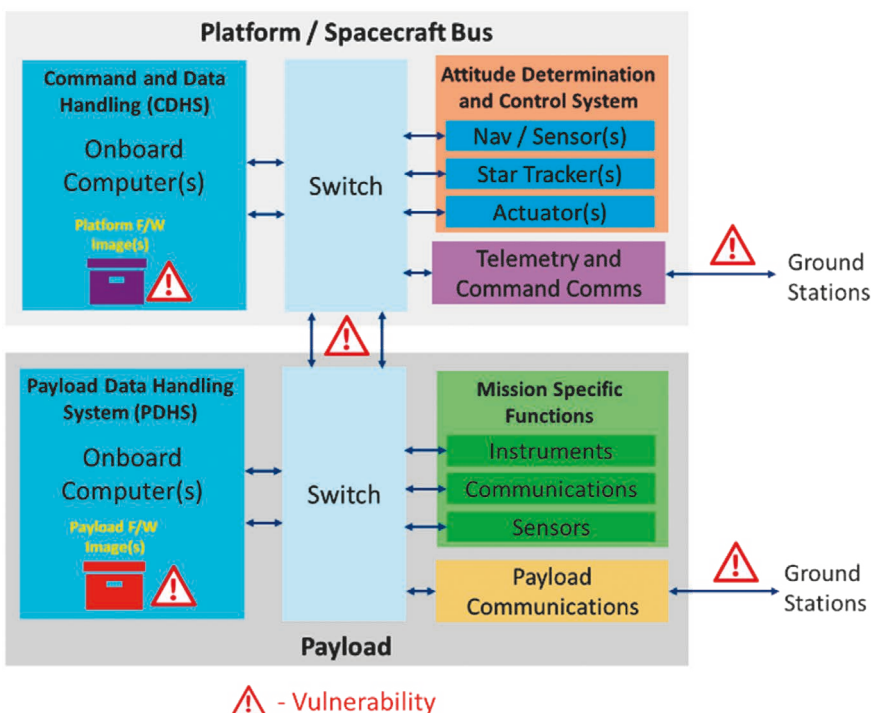 Platform / Spacecraft Bus
Command and Data
Handling (CDHS)
Onboard
Computer(s)
Platform F/W
Image(s)
Switch
Attitude Determination
and Control System
Nav / Sensor(s)
Star Tracker(s)
Actuator(s)
Telemetry and
Command Comms
Ground
Stations
Payload Data Handling
System (PDHS)
Onboard
Computer(s)
Payload F/W
Image(s)
Switch
Mission Specific
Functions
Instruments
Communications
Sensors
Payload
Communications
Ground
Stations
Payload
- Vulnerability